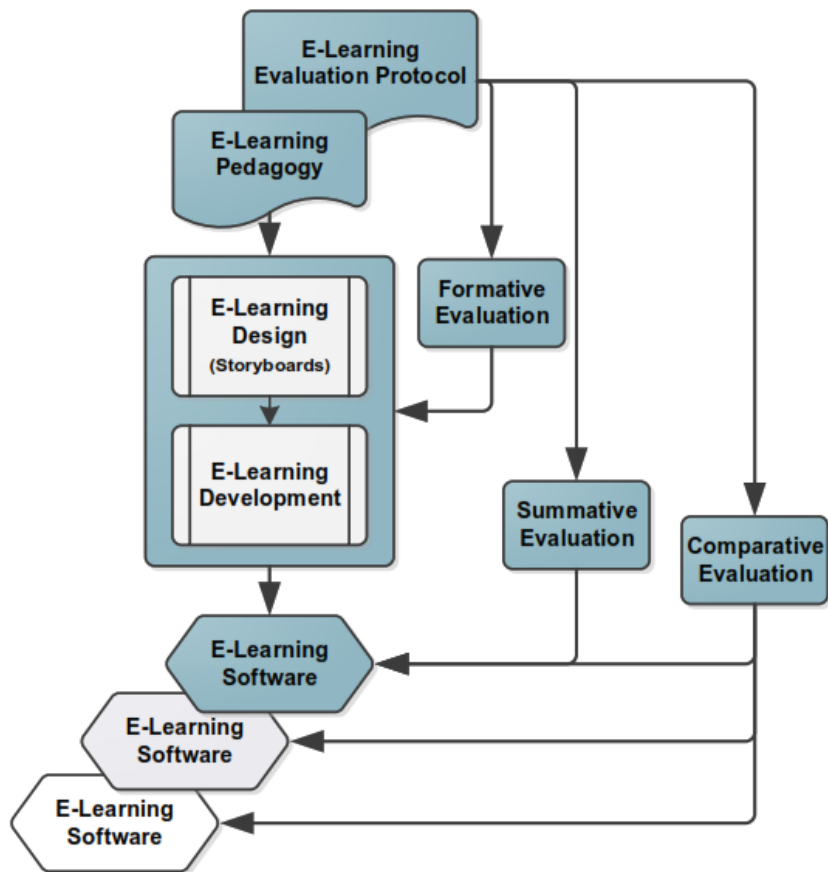 E-Learning
Evaluation Protocol
E-Learning
Pedagogy
E-Learning
Design
(Storyboards)
Formative
Evaluation
E-Learning
Development
Summative
Evaluation
Comparative
Evaluation
E-Learning
Software
E-Learning
Software
E-Learning
Software